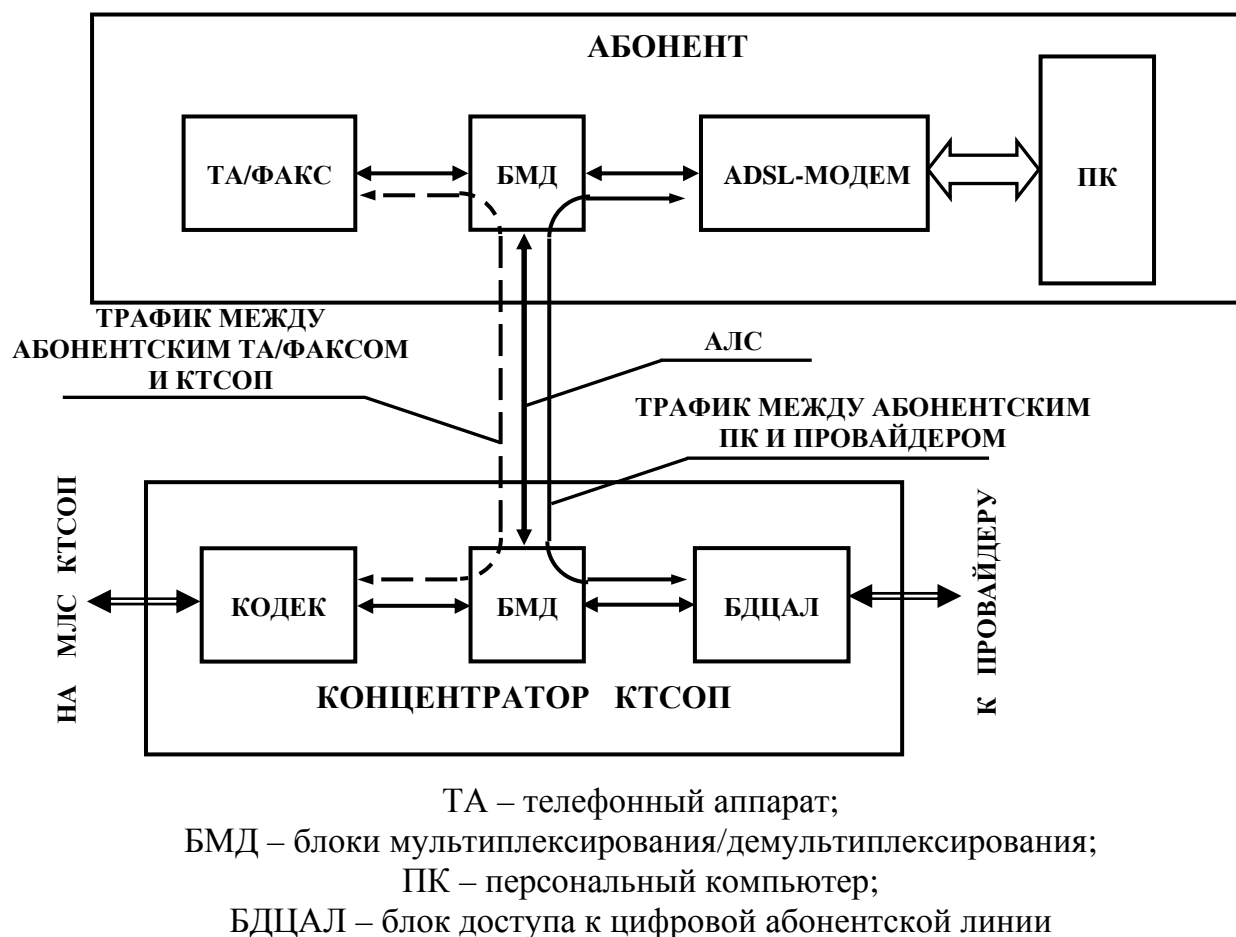 АБОНЕНТ
ТА/ФАКС
БМД
ADSL-МОДЕМ
ПК
ТРАФИК МЕЖДУ
АБОНЕНТСКИМ ТА/ФАКСОМ
И КТСОП
АЛС
ТРАФИК МЕЖДУ АБОНЕНТСКИМ
ПК И ПРОВАЙДЕРОМ
НА МЛС КТСОП
КОДЕК
БМД
БДЦАЛ
К ПРОВАЙДЕРУ
КОНЦЕНТРАТОР КТСОП
ТА – телефонный аппарат;
БМД – блоки мультиплексирования/демультиплексирования;
ПК – персональный компьютер;
БДЦАЛ – блок доступа к цифровой абонентской линии